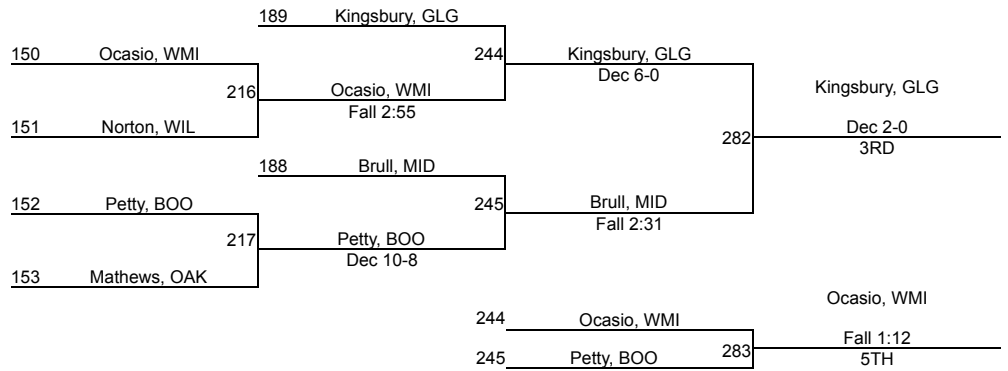 189 Kingsbury, GLG
150 Ocasio, WMI
244 Kingsbury, GLG
Dec 6-0
216 Ocasio, WMI
Fall 2:55
Kingsbury, GLG
151 Norton, WIL
282 Dec 2-0
3RD
188 Brull, MID
152 Petty, BOO
245 Brull, MID
Fall 2:31
217 Petty, BOO
Dec 10-8
153 Mathews, OAK
Ocasio, WMI
244 Ocasio, WMI
Fall 1:12
245 Petty, BOO
283 5TH